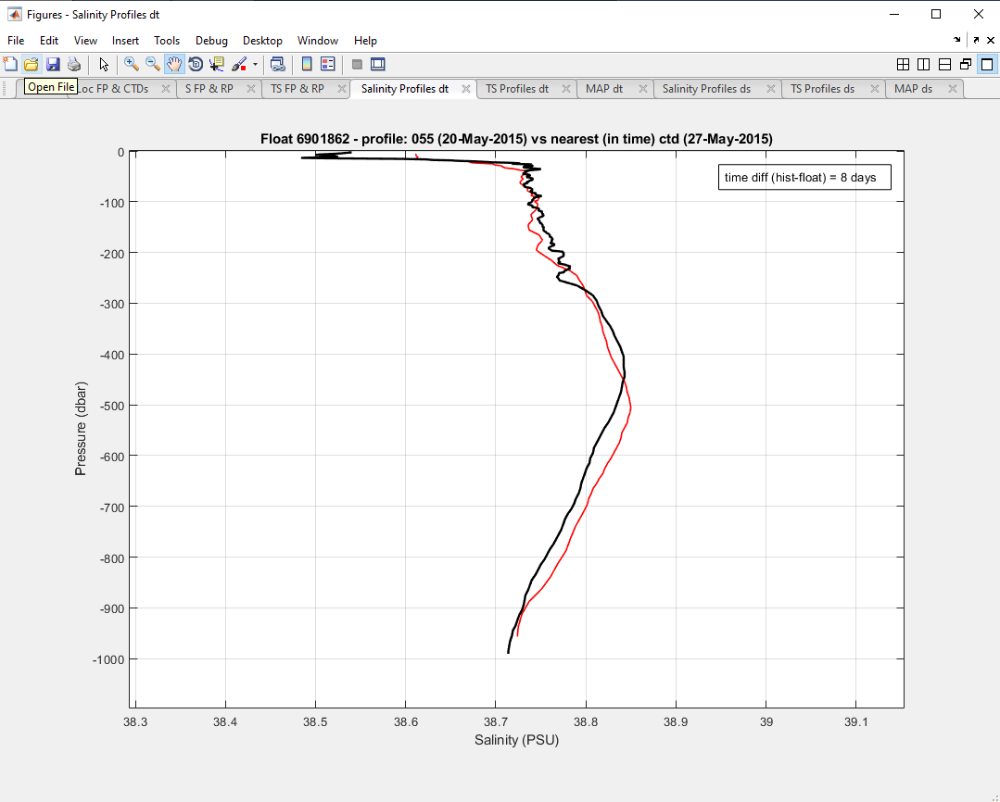 Figures - Salinity Profiles dt
File Edit View Insert Tools Debug Desktop Window Help
Open File
Loc FP & CTDs S FP & RP TS FP & RP Salinity Profiles dt TS Profiles dt MAP dt Salinity Profiles ds TS Profiles ds MAP ds
Float 6901862 - profile: 055 (20-May-2015) vs nearest (in time) ctd (27-May-2015)
time diff (hist-float) = 8 days
0
-100
-200
-300
-400
-500
-600
-700
-800
-900
-1000
Pressure (dbar)
38.3 38.4 38.5 38.6 38.7 38.8 38.9 39 39.1
Salinity (PSU)